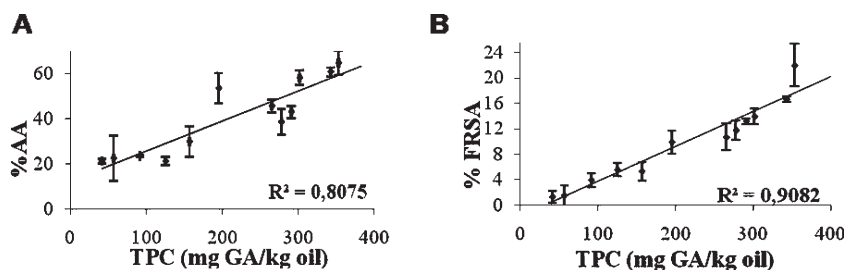 A
%AA
60
40
20
0
R² = 0,8075
0 100 200 300 400
TPC (mg GA/kg oil)
B
% FRSA
24
20
16
12
8
4
0
R² = 0,9082
0 100 200 300 400
TPC (mg GA/kg oil)